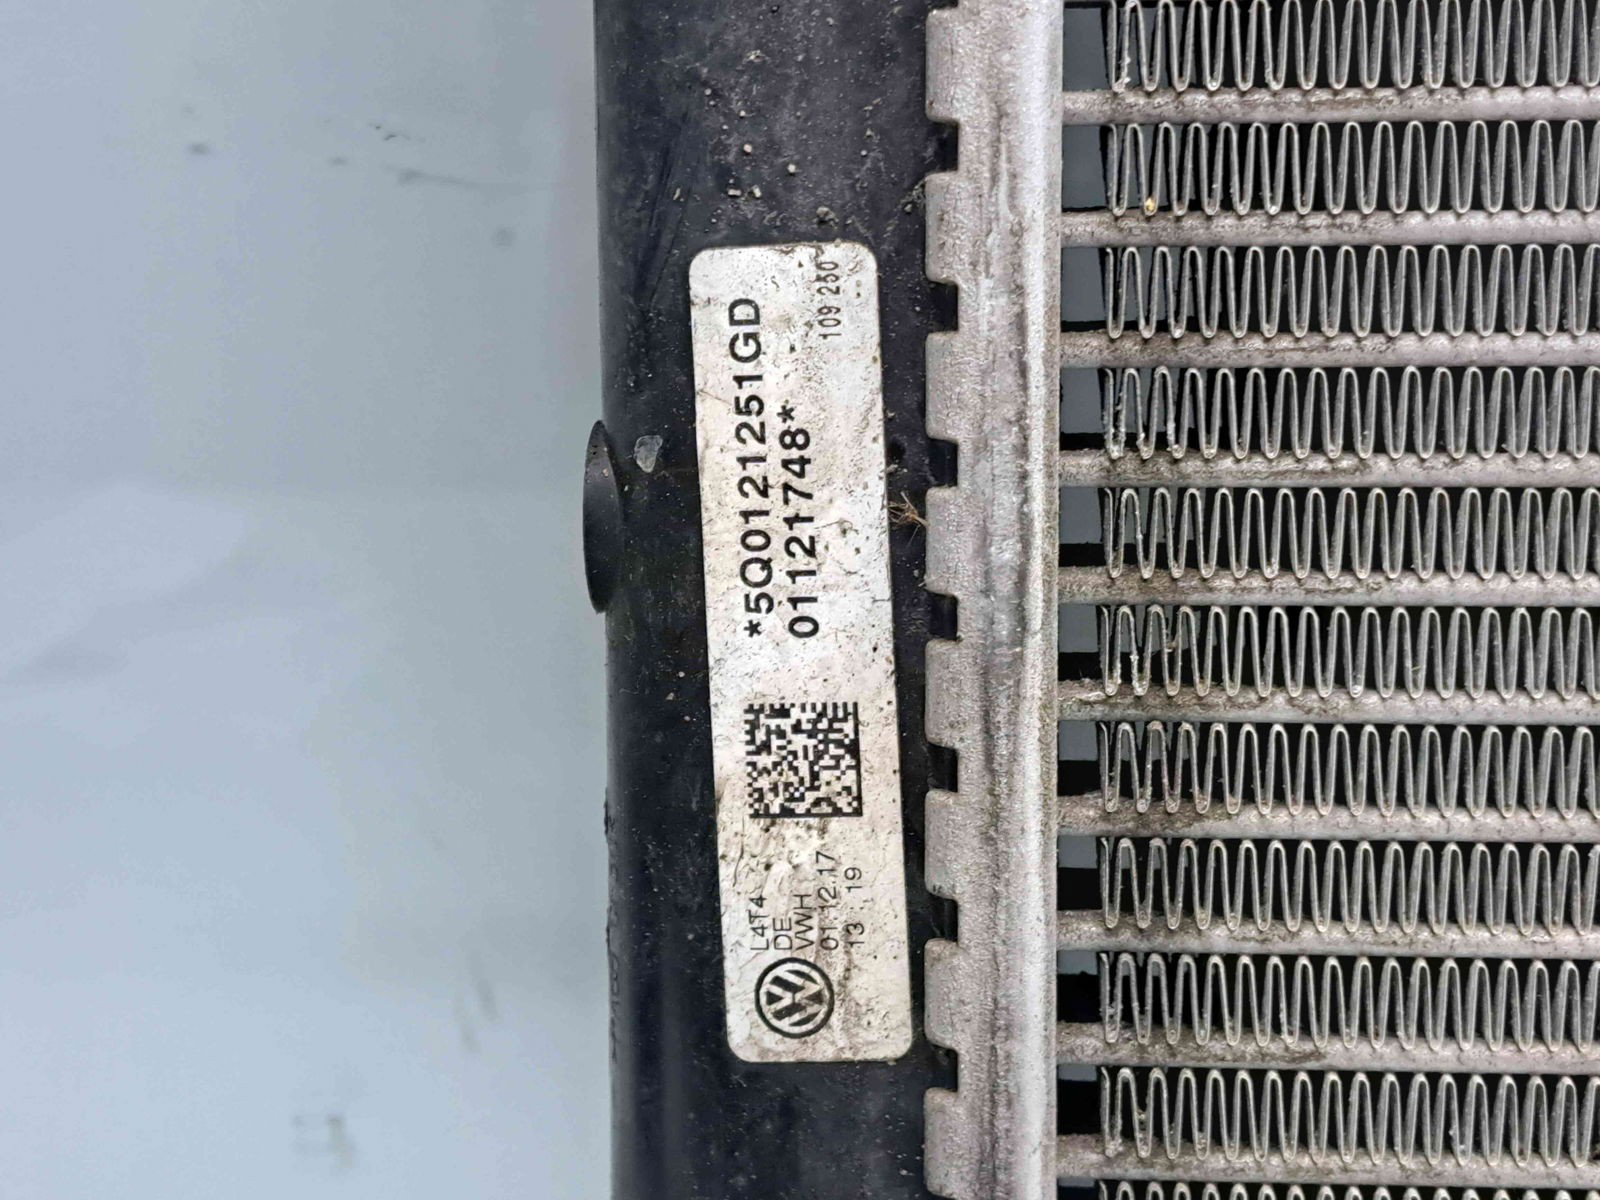 109 250
*5Q0121251GD
01121748*
L4T4
DE
VWH
01.12.17
13 19